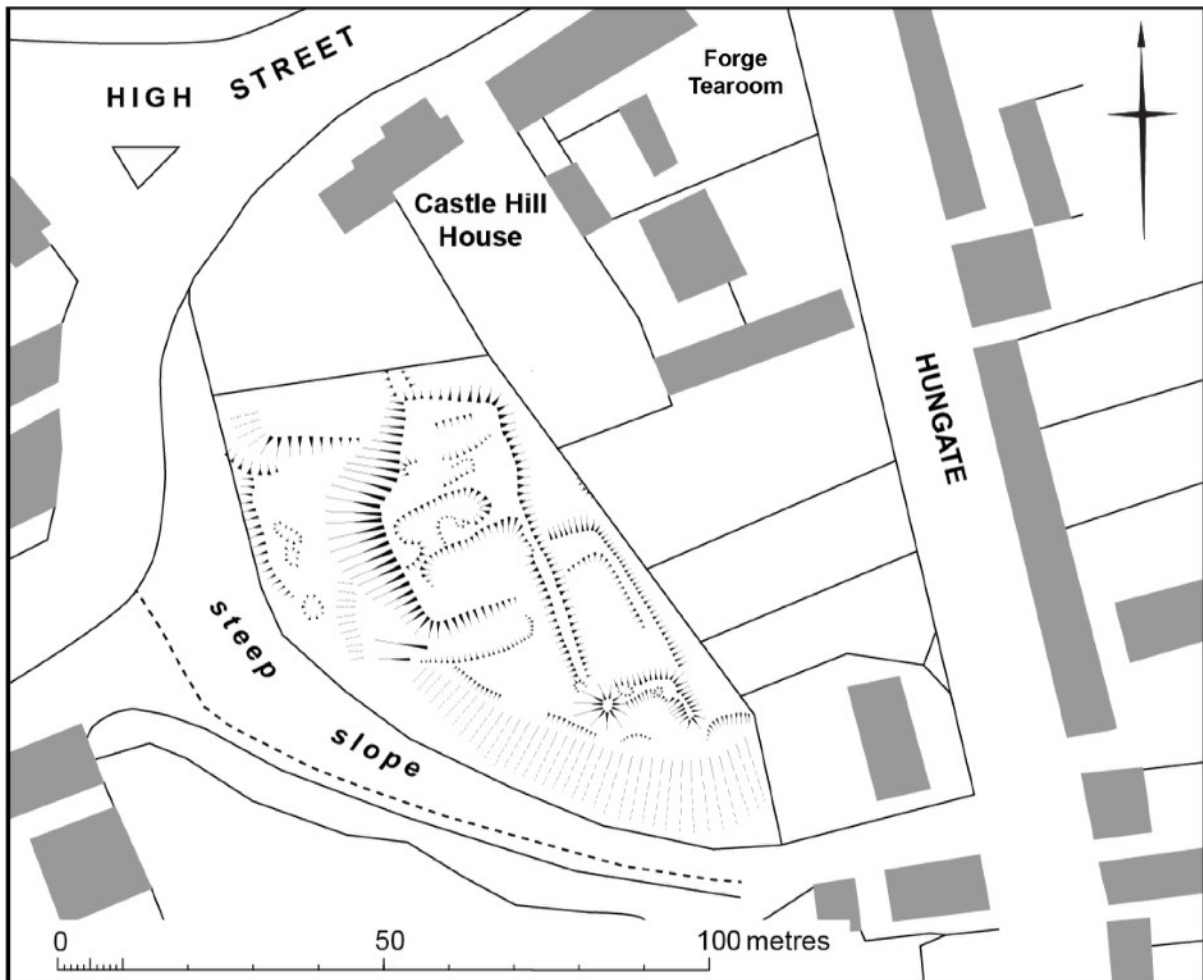 HIGH STREET
Forge
Tearoom
Castle Hill
House
HUNGATE
steep
slope
0 50 100 metres